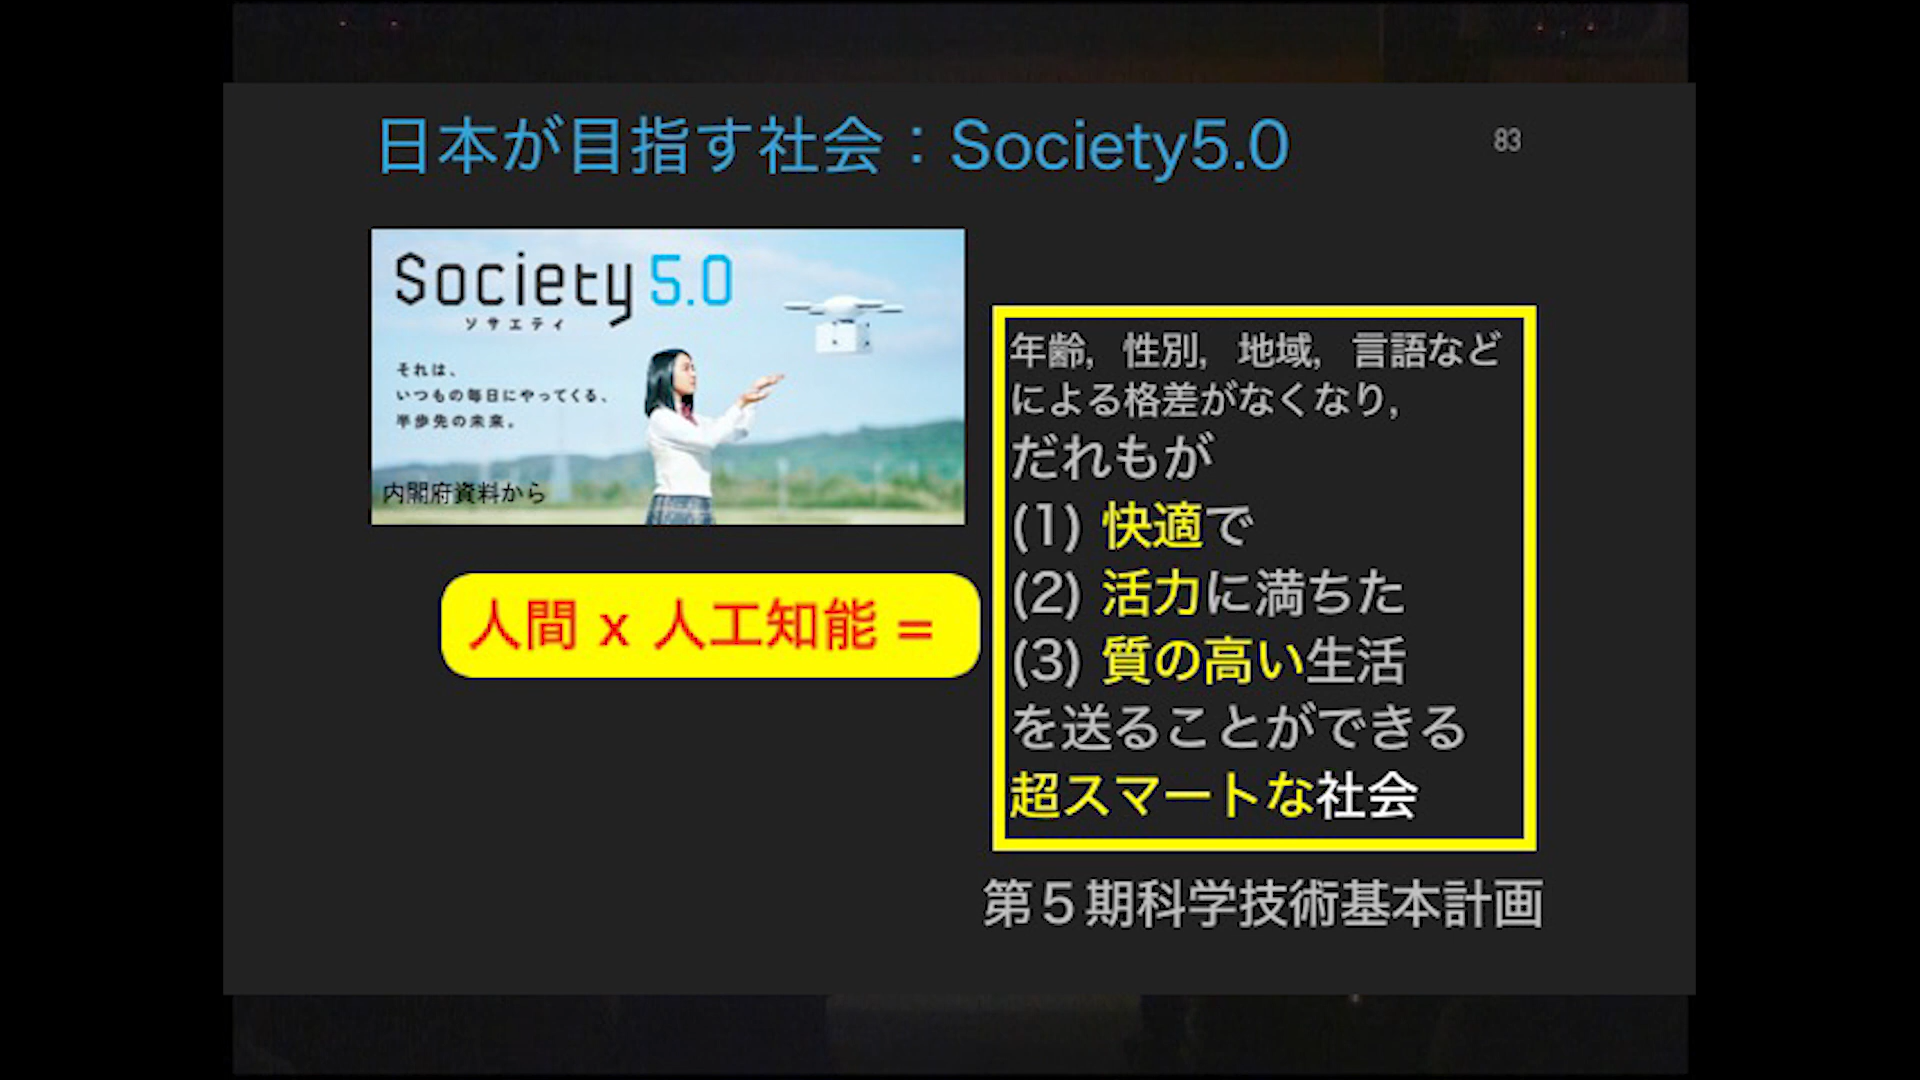 日本が目指す社会：Society5.0
83
Society 5.0
ソサエティ
それは、
いつもの毎日にやってくる、
半歩先の未来。
内閣府資料から
人間 x 人工知能 =
年齢，性別，地域，言語など
による格差がなくなり，
だれもが
(1) 快適で
(2) 活力に満ちた
(3) 質の高い生活
を送ることができる
超スマートな社会
第５期科学技術基本計画